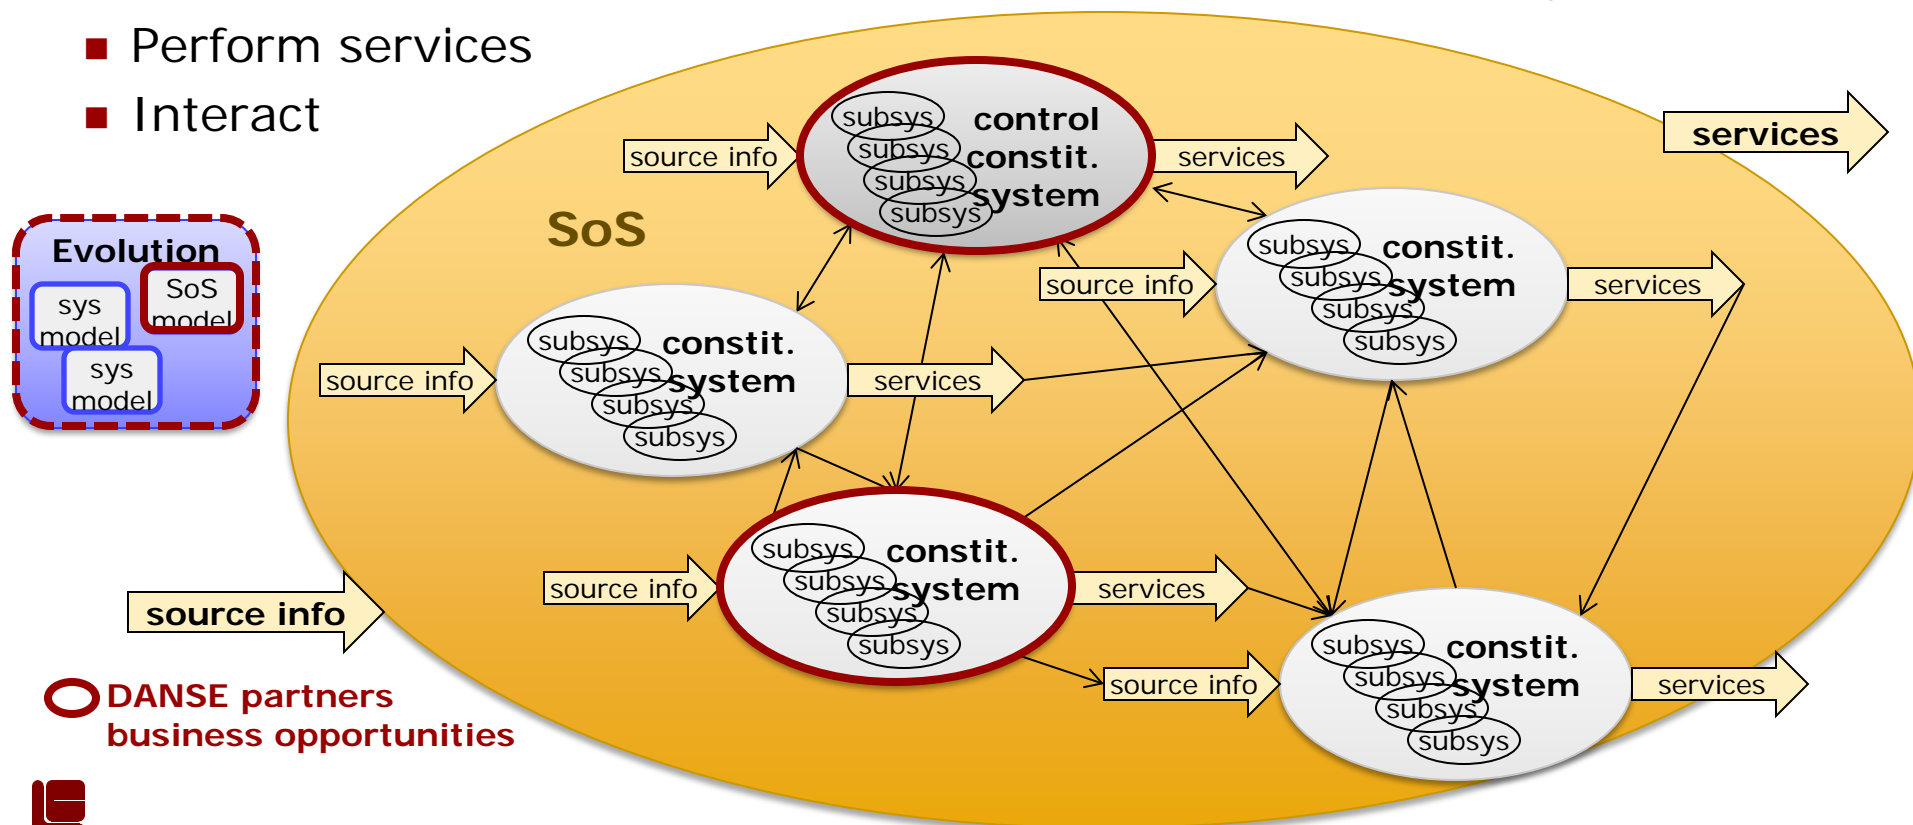 Perform services
Interact
subsys
subsys
subsys
subsys
control
constit.
system
source info
services
services
SoS
Evolution
SoS
model
sys
model
sys
model
subsys
subsys
subsys
subsys
constit.
system
source info
services
subsys
subsys
subsys
subsys
constit.
system
source info
services
subsys
subsys
subsys
subsys
constit.
system
source info
services
source info
subsys
subsys
subsys
subsys
constit.
system
source info
services
DANSE partners
business opportunities